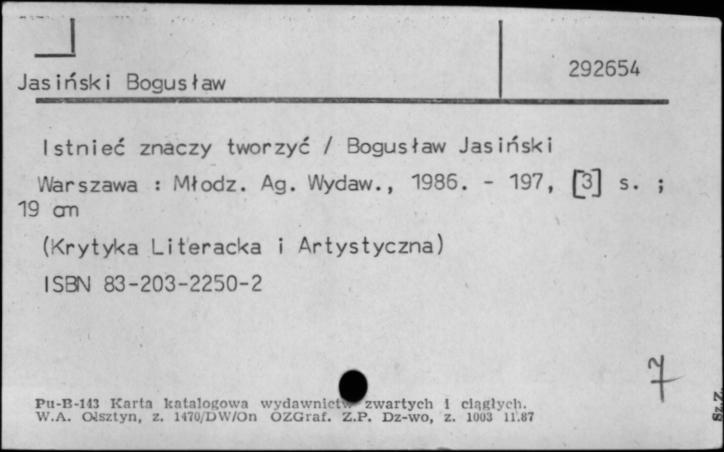 292654
Jasiński Bogusław
Istnieć znaczy tworzyć / Bogusław Jasiński
Warszawa : Młodz. Ag. Wydaw., 1986. - 197, [3] s. ;
19 cm
(Krytyka Literacka i Artystyczna)
ISBN 83-203-2250-2
7
Pu-B-143 Karta katalogowa wydawnictw zwartych i ciągłych.
W.A. Olsztyn, z. 1470/DW/On OZGraf. Z.P. Dz-wo, z. 1003 11.87
Sz.Z.